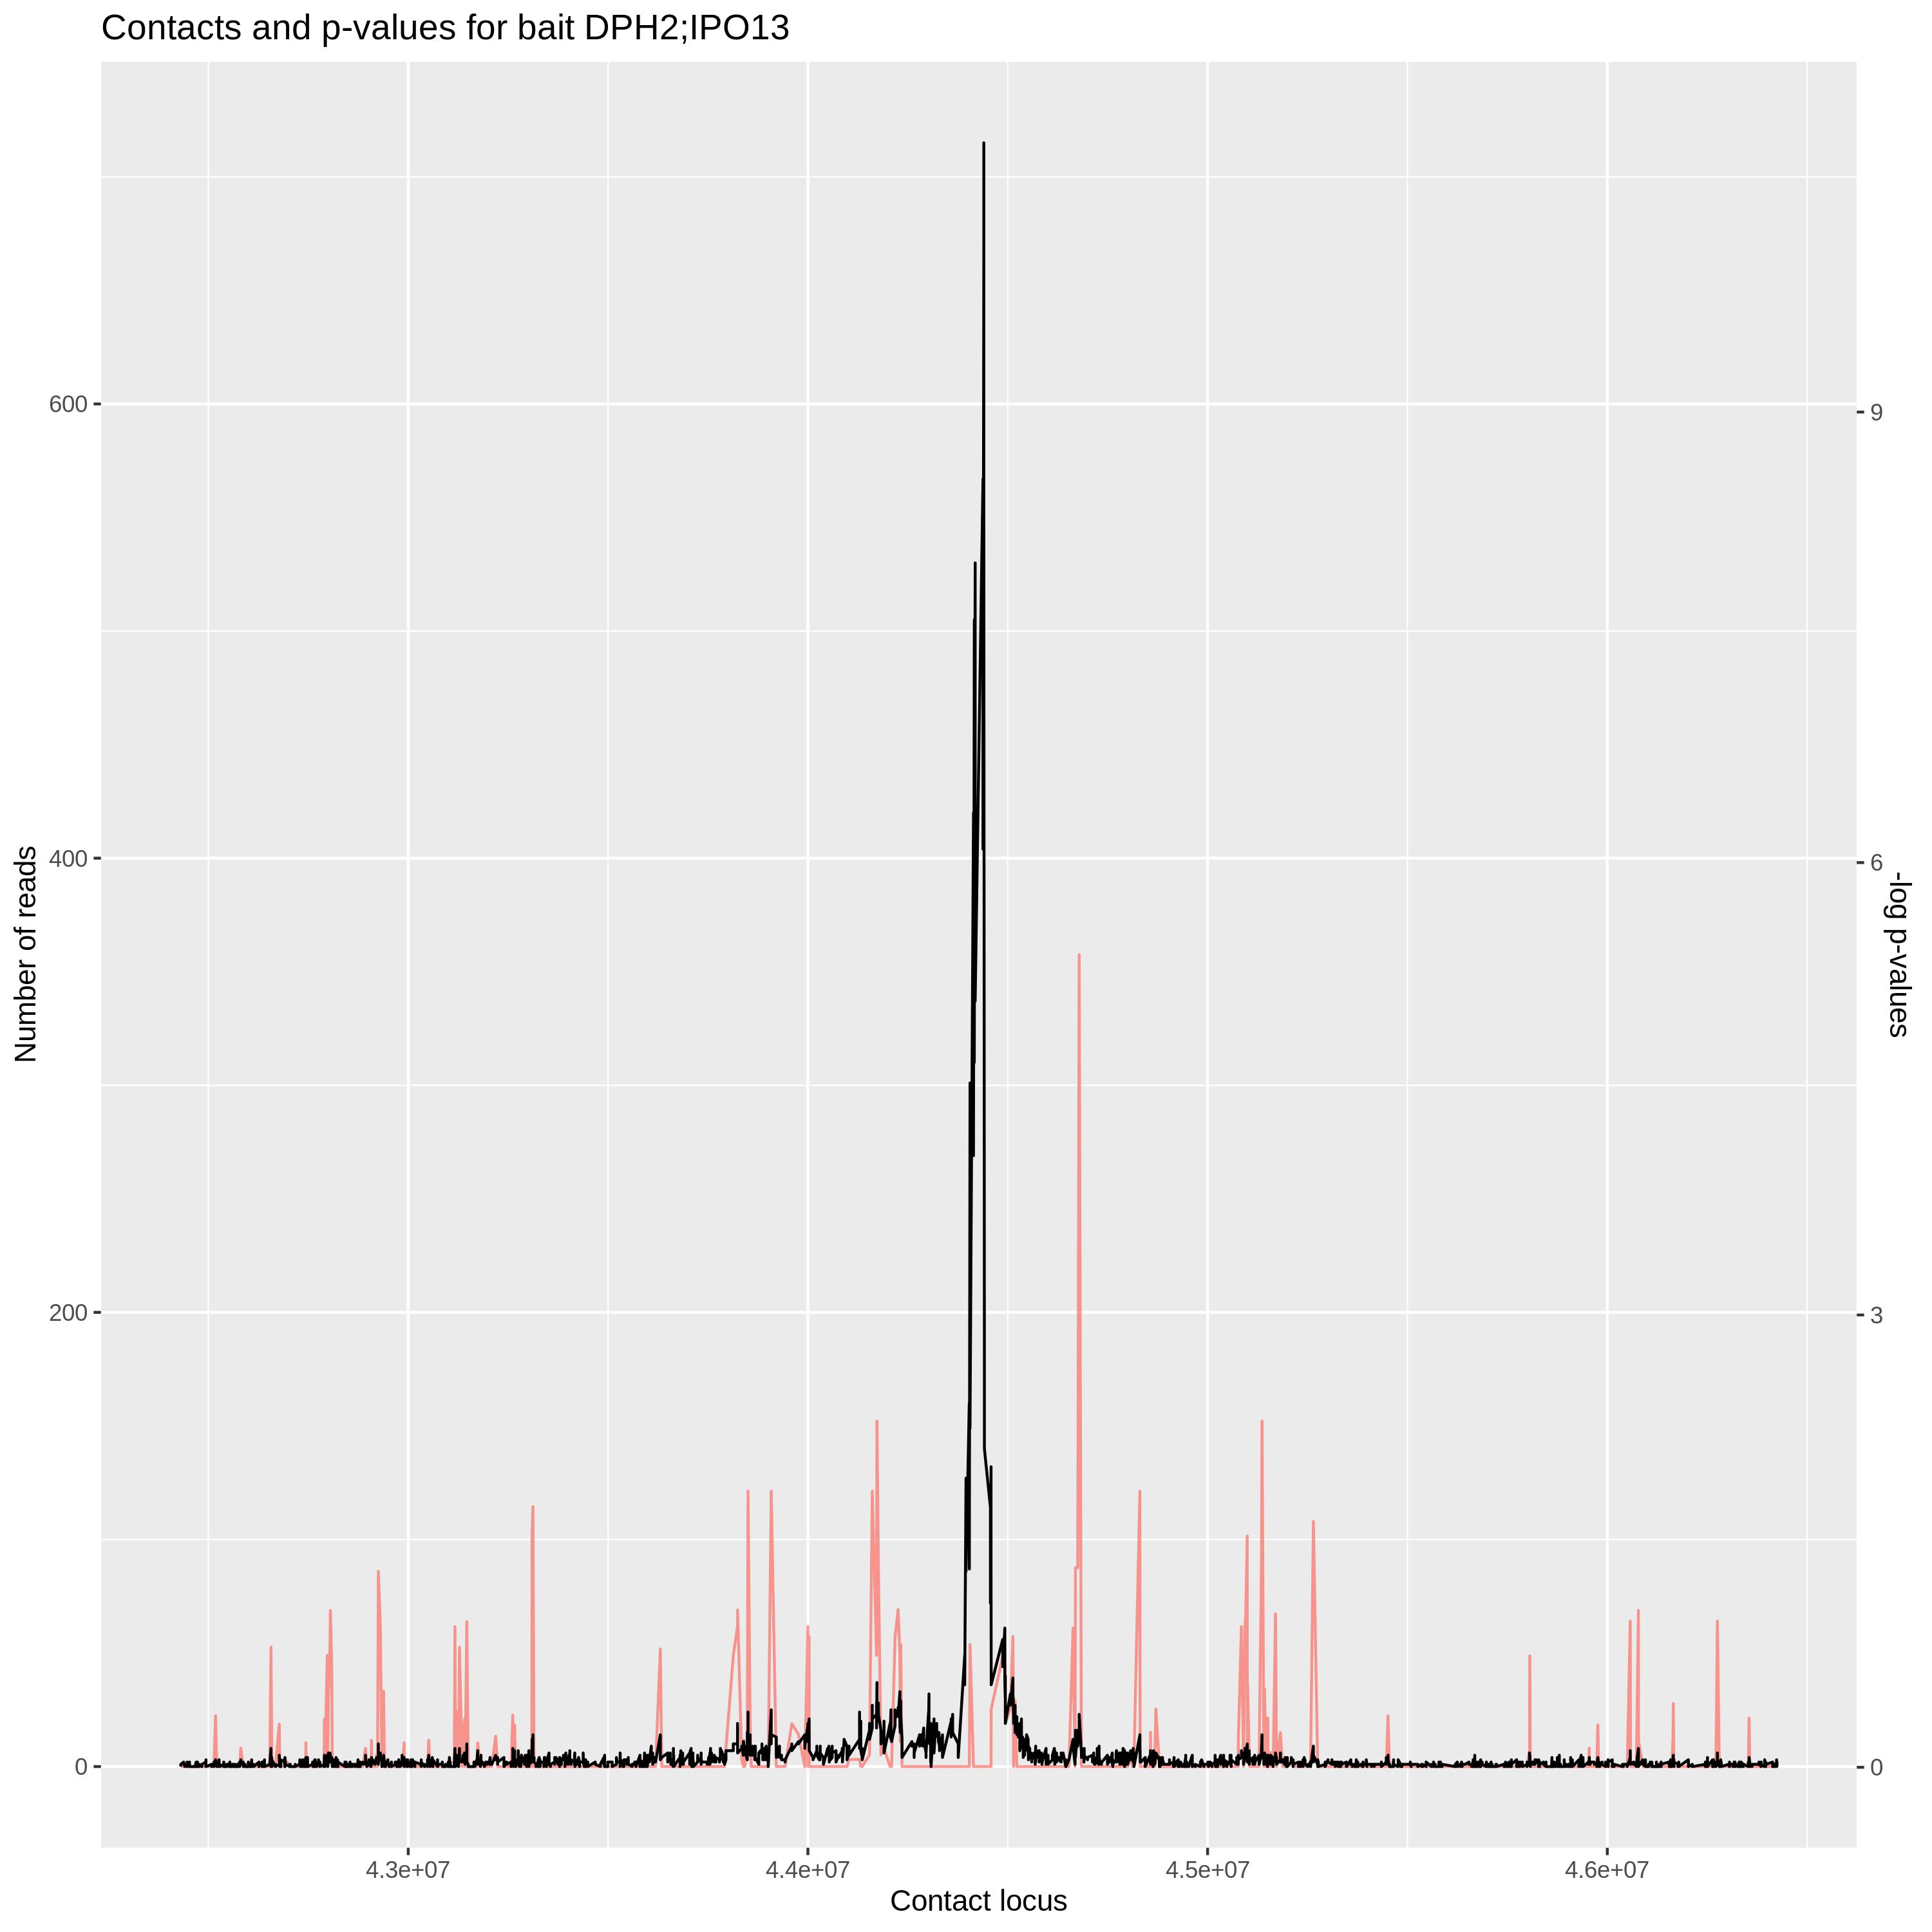 Contacts and p-values for bait DPH2;IPO13
Number of reads
600
400
200
0
9
6
3
0
-log p-values
4.3e+07 4.4e+07 4.5e+07 4.6e+07
Contact locus